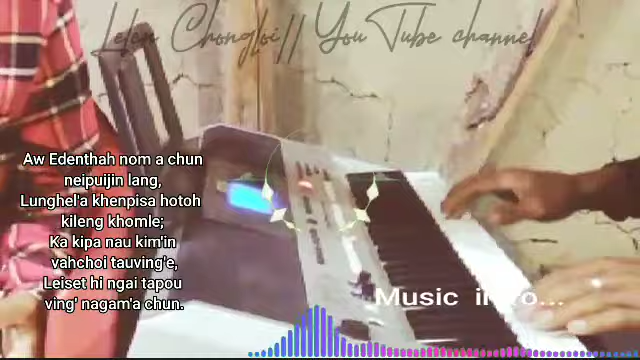 Lelen Chongloi // YouTube channel
Aw Edenthah nom a chun
neipuijin lang,
Lunghel'a khenpisa hotoh
kileng khomle;
Ka kipa nau kim'in
vahchoi tauving'e,
Leiset hi ngai tapou
ving' nagam'a chun.
Music intro...